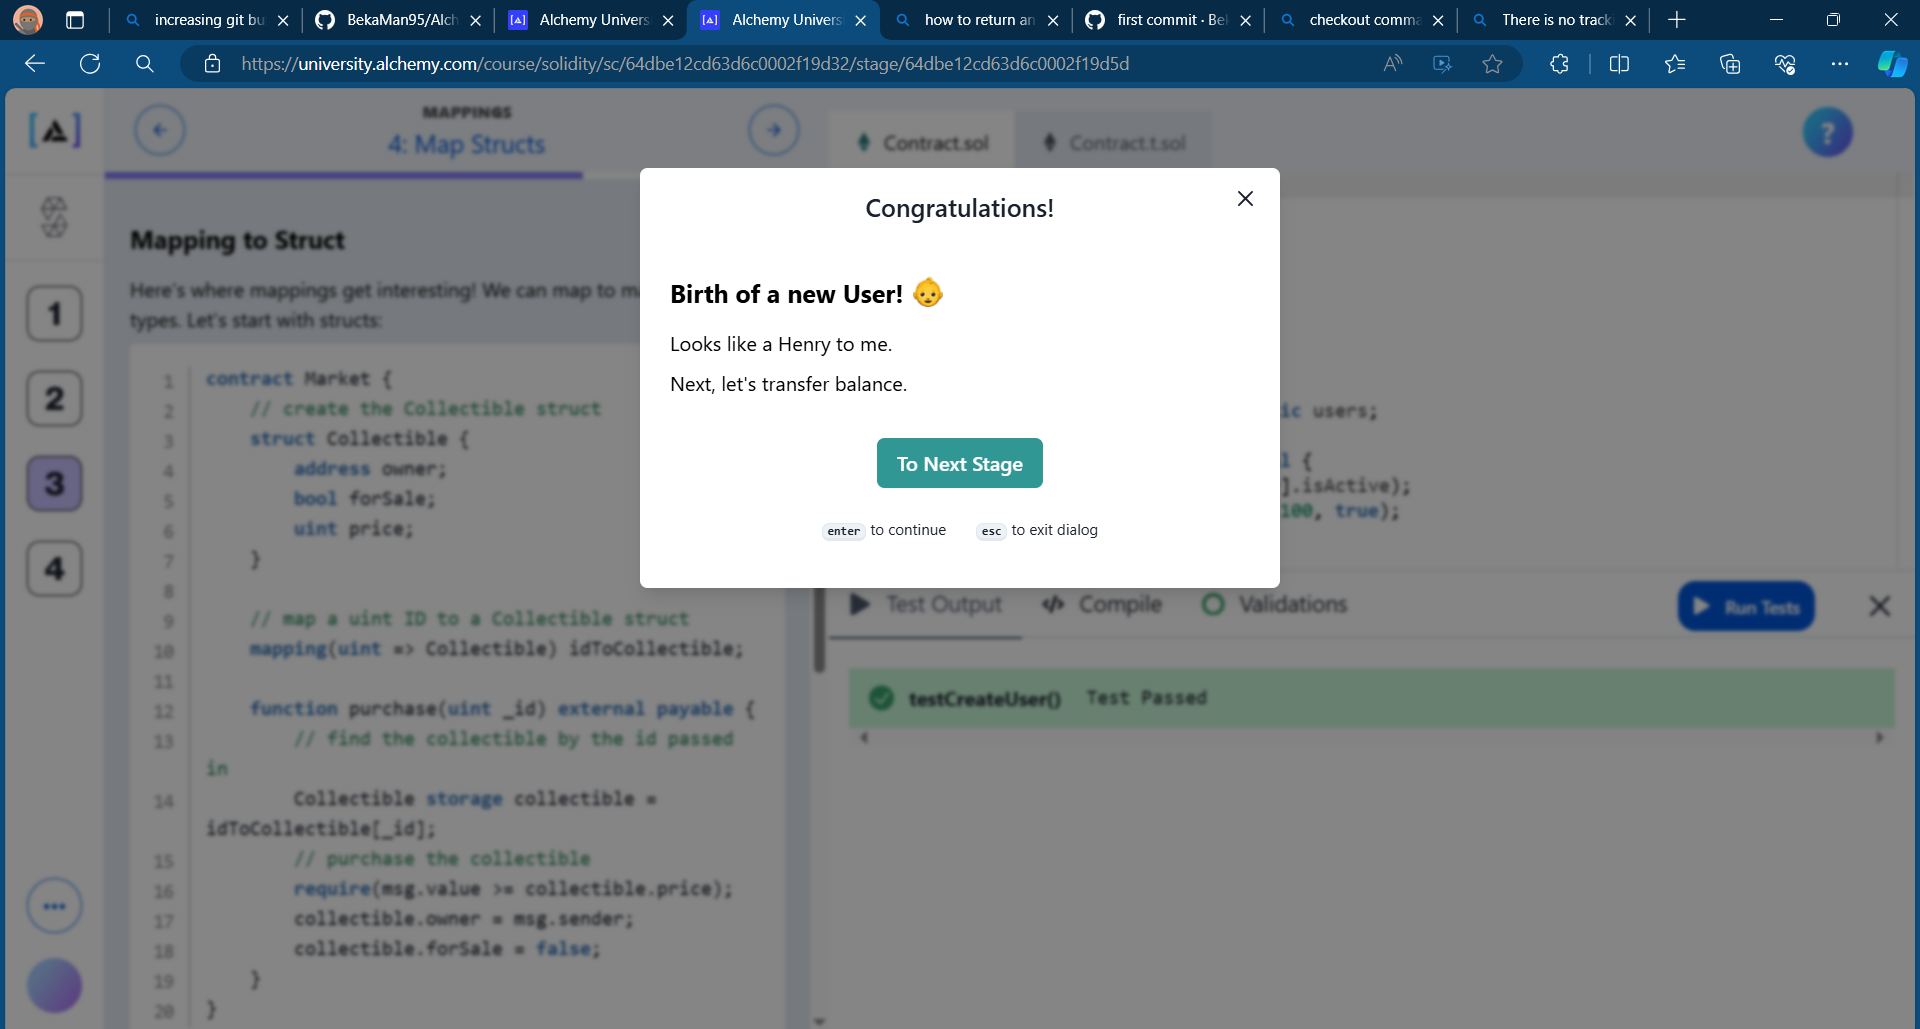 increasing git bu
BekaMan95/Alch
Alchemy Univers
Alchemy Univers
how to return an
first commit · Be
checkout comma
There is no track
https://university.alchemy.com/course/solidity/sc/64dbe12cd63d6c0002f19d32/stage/64dbe12cd63d6c0002f19d5d
MAPPINGS
4: Map Structs
Contract.sol
Contract.t.sol
?
1
2
3
4
Mapping to Struct
Here's where mappings get interesting! We can map to m
types. Let's start with structs:
1 contract Market {
2 // create the Collectible struct
3 struct Collectible {
4 address owner;
5 bool forSale;
6 uint price;
7 }
8
9 // map a uint ID to a Collectible struct
10 mapping(uint => Collectible) idToCollectible;
11
12 function purchase(uint _id) external payable {
13 // find the collectible by the id passed
in
14 Collectible storage collectible =
idToCollectible[_id];
15 // purchase the collectible
16 require(msg.value >= collectible.price);
17 collectible.owner = msg.sender;
18 collectible.forSale = false;
19 }
20 }
Congratulations!
Birth of a new User!
Looks like a Henry to me.
Next, let's transfer balance.
To Next Stage
enter to continue
esc to exit dialog
ic users;
l {
].isActive);
100, true);
Test Output
Compile
Validations
Run Tests
testCreateUser() Test Passed